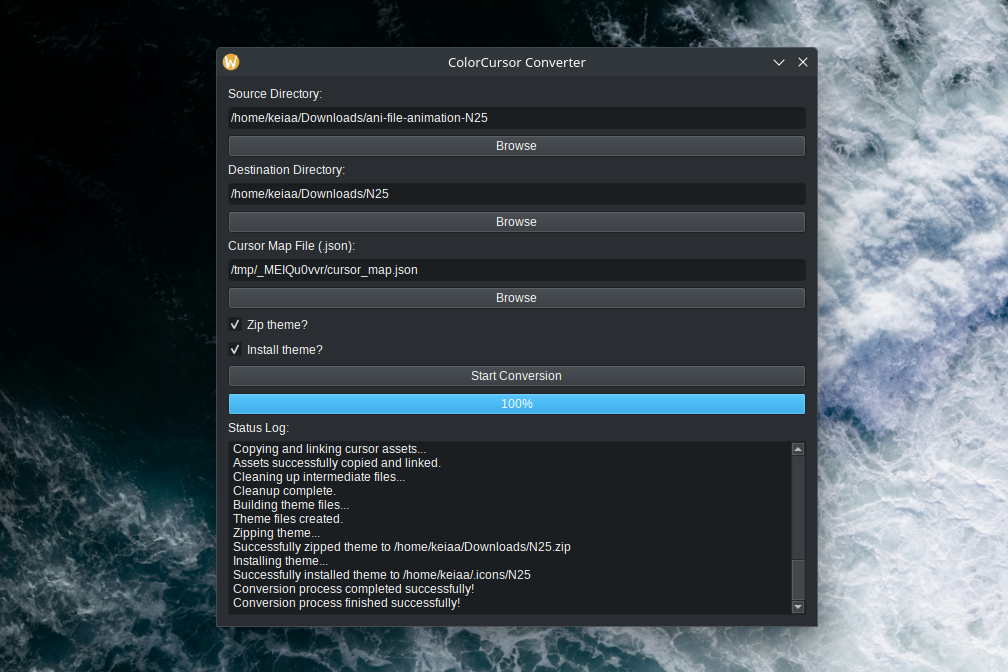 W
ColorCursor Converter
Source Directory:
/home/keiaa/Downloads/ani-file-animation-N25
Browse
Destination Directory:
/home/keiaa/Downloads/N25
Browse
Cursor Map File (.json):
/tmp/_MEIQu0vvr/cursor_map.json
Browse
Zip theme?
Install theme?
Start Conversion
100%
Status Log:
Copying and linking cursor assets...
Assets successfully copied and linked.
Cleaning up intermediate files...
Cleanup complete.
Building theme files...
Theme files created.
Zipping theme...
Successfully zipped theme to /home/keiaa/Downloads/N25.zip
Installing theme...
Successfully installed theme to /home/keiaa/.icons/N25
Conversion process completed successfully!
Conversion process finished successfully!